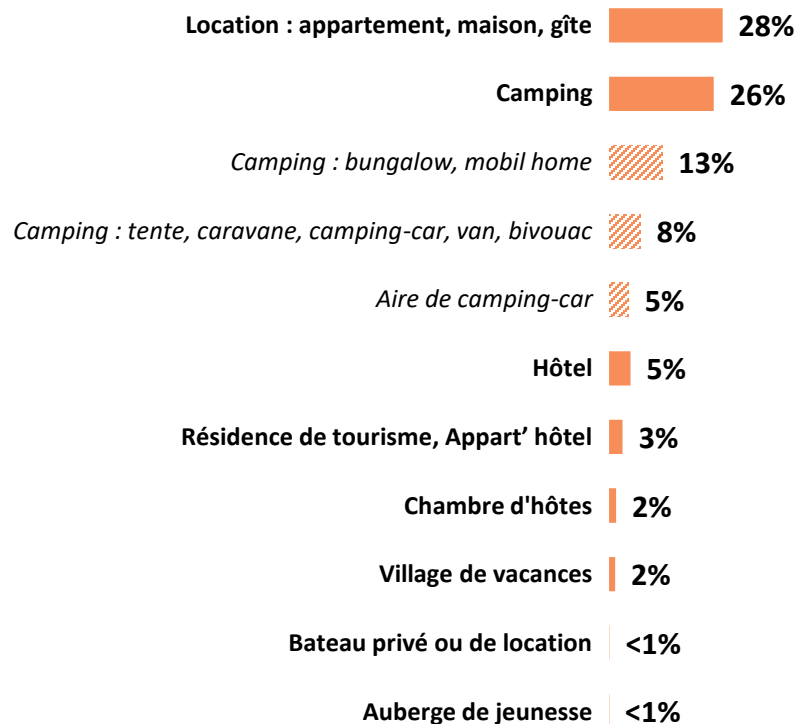 Location : appartement, maison, gîte 28%
Camping 26%
Camping : bungalow, mobil home 13%
Camping : tente, caravane, camping-car, van, bivouac 8%
Aire de camping-car 5%
Hôtel 5%
Résidence de tourisme, Appart’ hôtel 3%
Chambre d'hôtes 2%
Village de vacances 2%
Bateau privé ou de location <1%
Auberge de jeunesse <1%